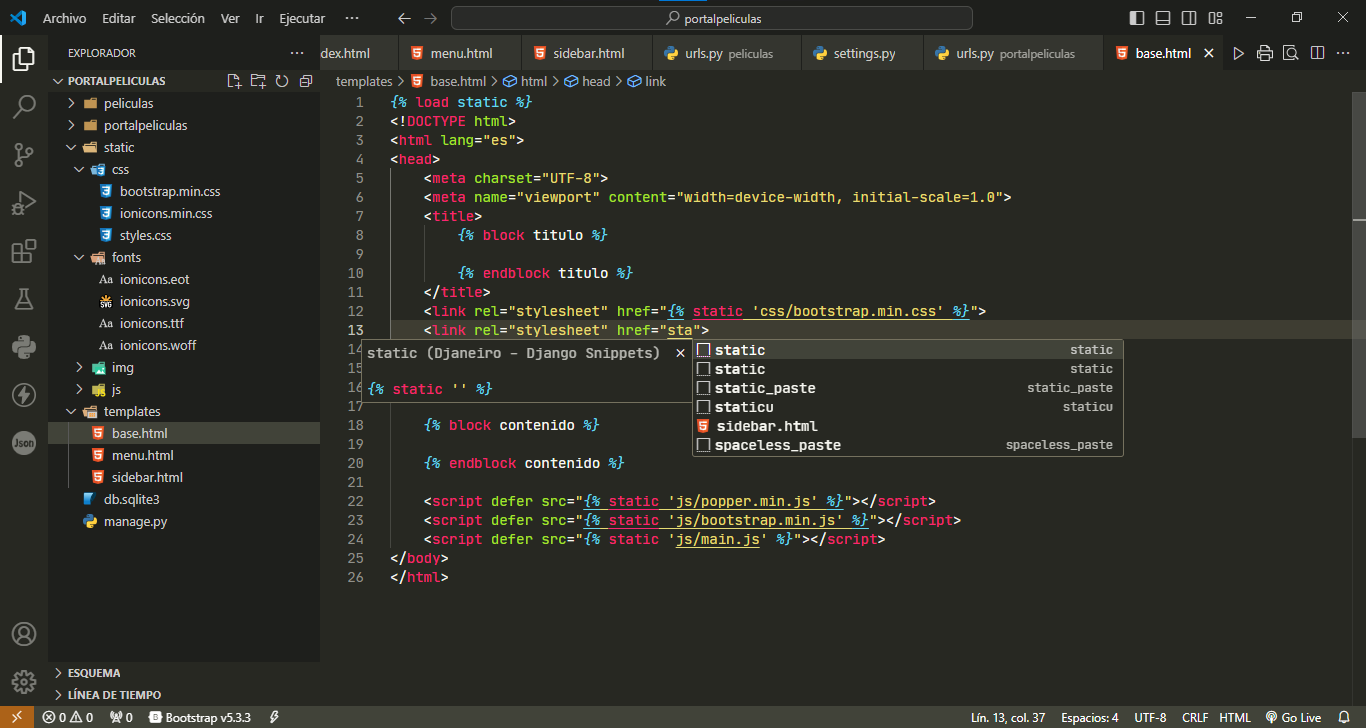 Archivo Editar Selección Ver Ir Ejecutar ··· portalpeliculas
EXPLORADOR ···
dex.html menu.html sidebar.html urls.py peliculas settings.py urls.py portalpeliculas base.html ···
PORTALPELICULAS
templates > base.html > html > head > link
peliculas
portalpeliculas
static
css
bootstrap.min.css
ionicons.min.css
styles.css
fonts
Aa ionicons.eot
ionicons.svg
Aa ionicons.ttf
Aa ionicons.woff
img
js
templates
base.html
menu.html
sidebar.html
db.sqlite3
manage.py
ESQUEMA
LÍNEA DE TIEMPO
1 {% load static %}
2 <!DOCTYPE html>
3 <html lang="es">
4 <head>
5 <meta charset="UTF-8">
6 <meta name="viewport" content="width=device-width, initial-scale=1.0">
7 <title>
8 {% block titulo %}
9
10 {% endblock titulo %}
11 </title>
12 <link rel="stylesheet" href="{% static 'css/bootstrap.min.css' %}">
13 <link rel="stylesheet" href="sta">
14
15
16
17
18 {% block contenido %}
19
20 {% endblock contenido %}
21
22 <script defer src="{% static 'js/popper.min.js' %}"></script>
23 <script defer src="{% static 'js/bootstrap.min.js' %}"></script>
24 <script defer src="{% static 'js/main.js' %}"></script>
25 </body>
26 </html>
static (Djaneiro - Django Snippets)
{% static '' %}
static static
static static
static_paste static_paste
staticu staticu
sidebar.html
spaceless_paste spaceless_paste
Json
0 0 0 Bootstrap v5.3.3 Lín. 13, col. 37 Espacios: 4 UTF-8 CRLF HTML Go Live